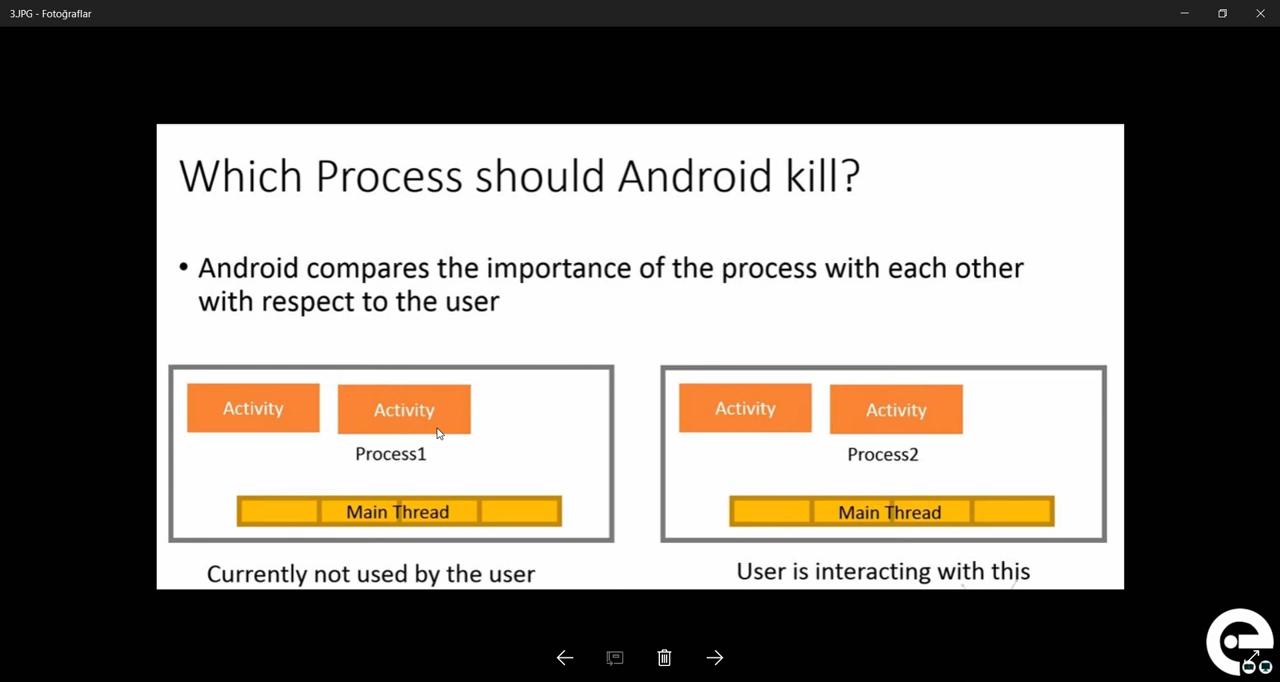 3.JPG - Fotoğraflar
Which Process should Android kill?
• Android compares the importance of the process with each other
with respect to the user
Activity
Activity
Process1
Main Thread
Currently not used by the user
Activity
Activity
Process2
Main Thread
User is interacting with this